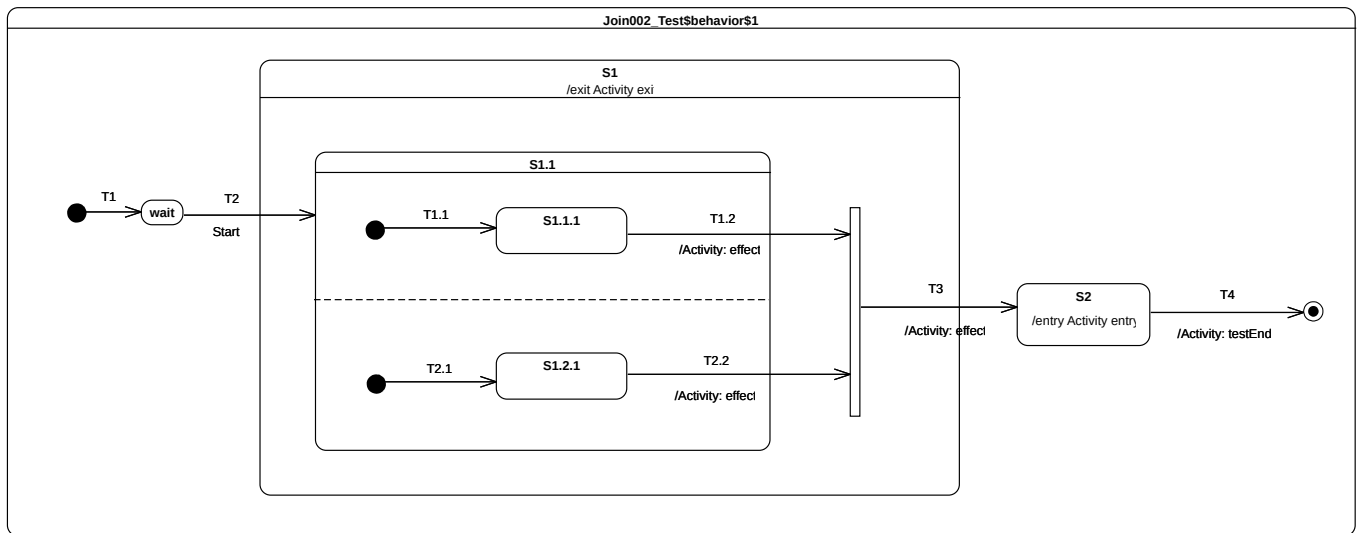 Join002_Test$behavior$1
S1
/exit Activity exi
S1.1
T1
wait
T2
Start
T1.1
S1.1.1
T1.2
/Activity: effect
T2.1
S1.2.1
T2.2
/Activity: effect
T3
/Activity: effect
S2
/entry Activity entry
T4
/Activity: testEnd